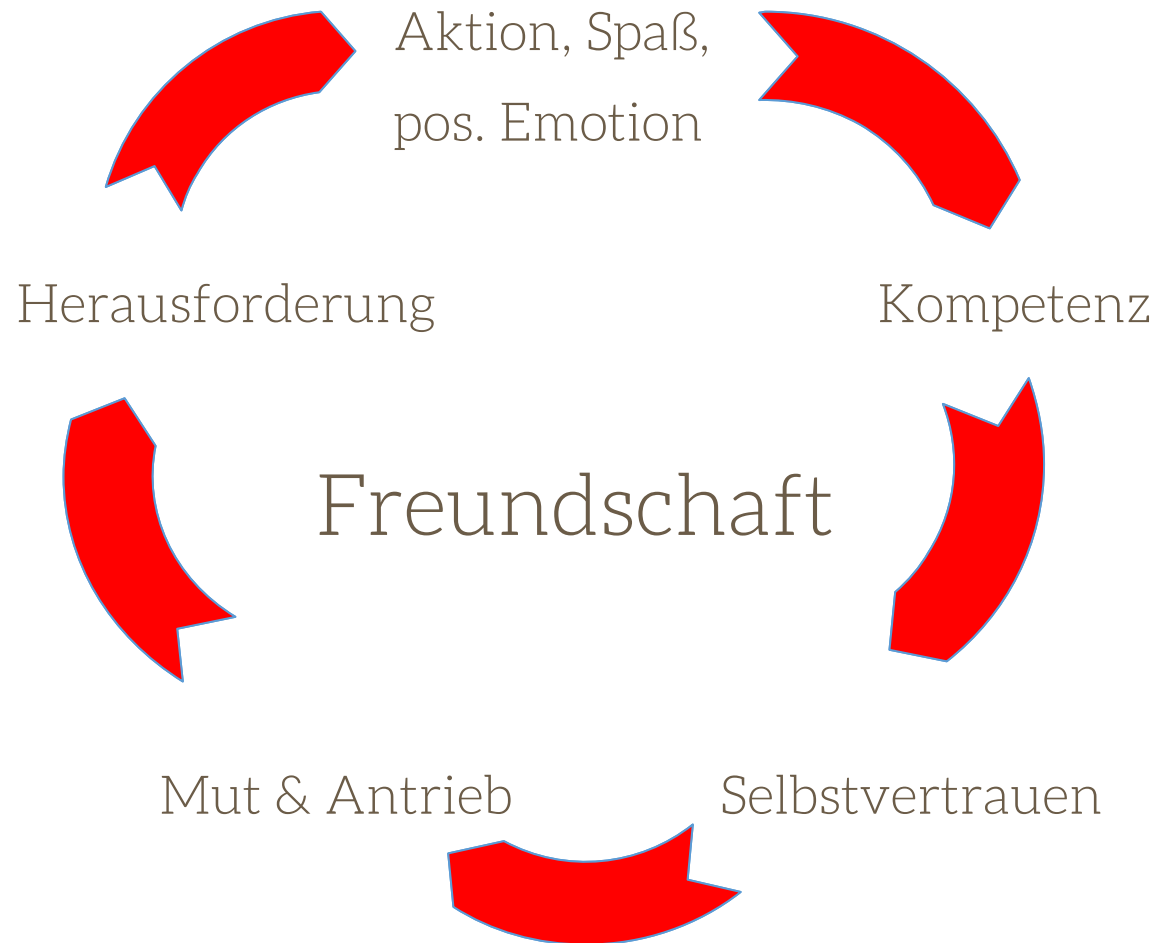 Aktion, Spaß,
pos. Emotion
Herausforderung
Kompetenz
Freundschaft
Mut & Antrieb
Selbstvertrauen